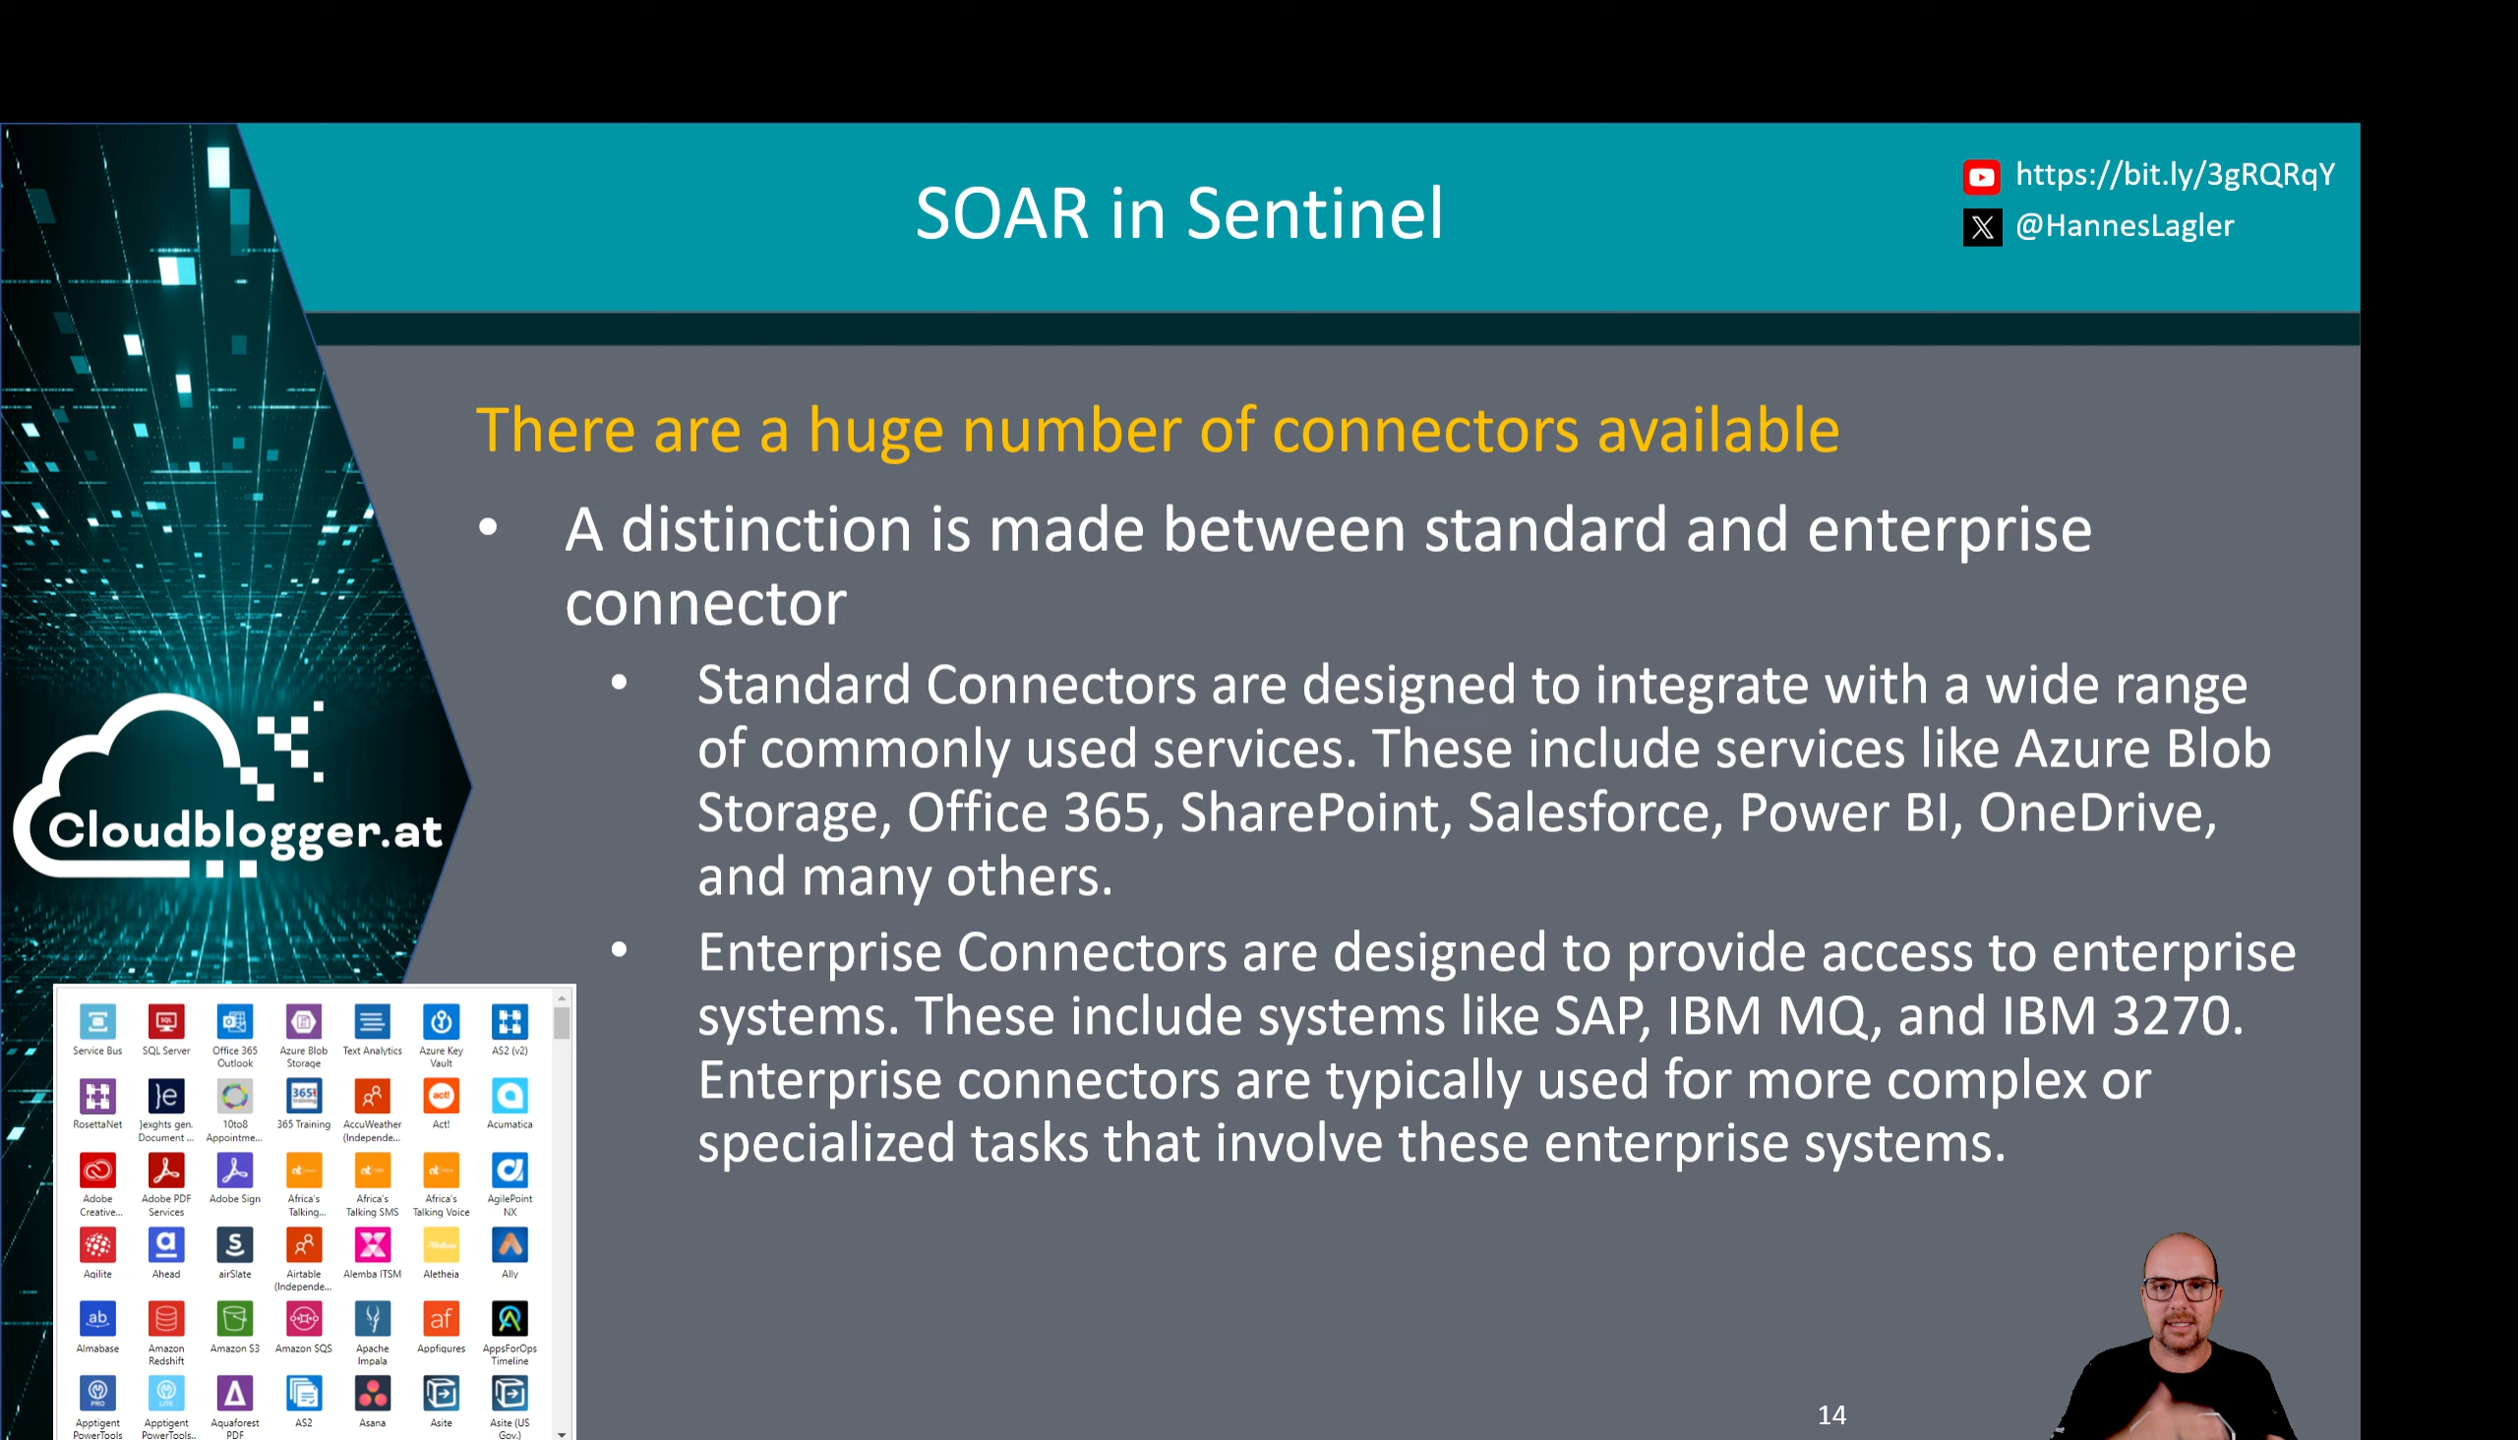 SOAR in Sentinel
https://bit.ly/3gRQRqY
@HannesLagler
There are a huge number of connectors available
• A distinction is made between standard and enterprise
connector
• Standard Connectors are designed to integrate with a wide range
of commonly used services. These include services like Azure Blob
Storage, Office 365, SharePoint, Salesforce, Power BI, OneDrive,
and many others.
• Enterprise Connectors are designed to provide access to enterprise
systems. These include systems like SAP, IBM MQ, and IBM 3270.
Enterprise connectors are typically used for more complex or
specialized tasks that involve these enterprise systems.
Cloudblogger.at
SQL
Service Bus SQL Server Office 365 Azure Blob Text Analytics Azure Key AS2 (v2)
Outlook Storage Vault
}e 365 training act!
RosettaNet }exghts gen. 10to8 365 Training AccuWeather Act! Acumatica
Document ... Appointme... (Independe...
Adobe Adobe PDF Adobe Sign Africa's Africa's Africa's AgilePoint
Creative... Services Talking... Talking SMS Talking Voice NX
Agilite Ahead airSlate Airtable Alemba ITSM Aletheia Ally
(Independe...
ab af
Almabase Amazon Amazon S3 Amazon SQS Apache Appfigures AppsForOps
Redshift Impala Timeline
PRO LITE
Apptigent Apptigent Aquaforest AS2 Asana Asite Asite (US
PowerTools PowerTools.. PDF Gov.)
14